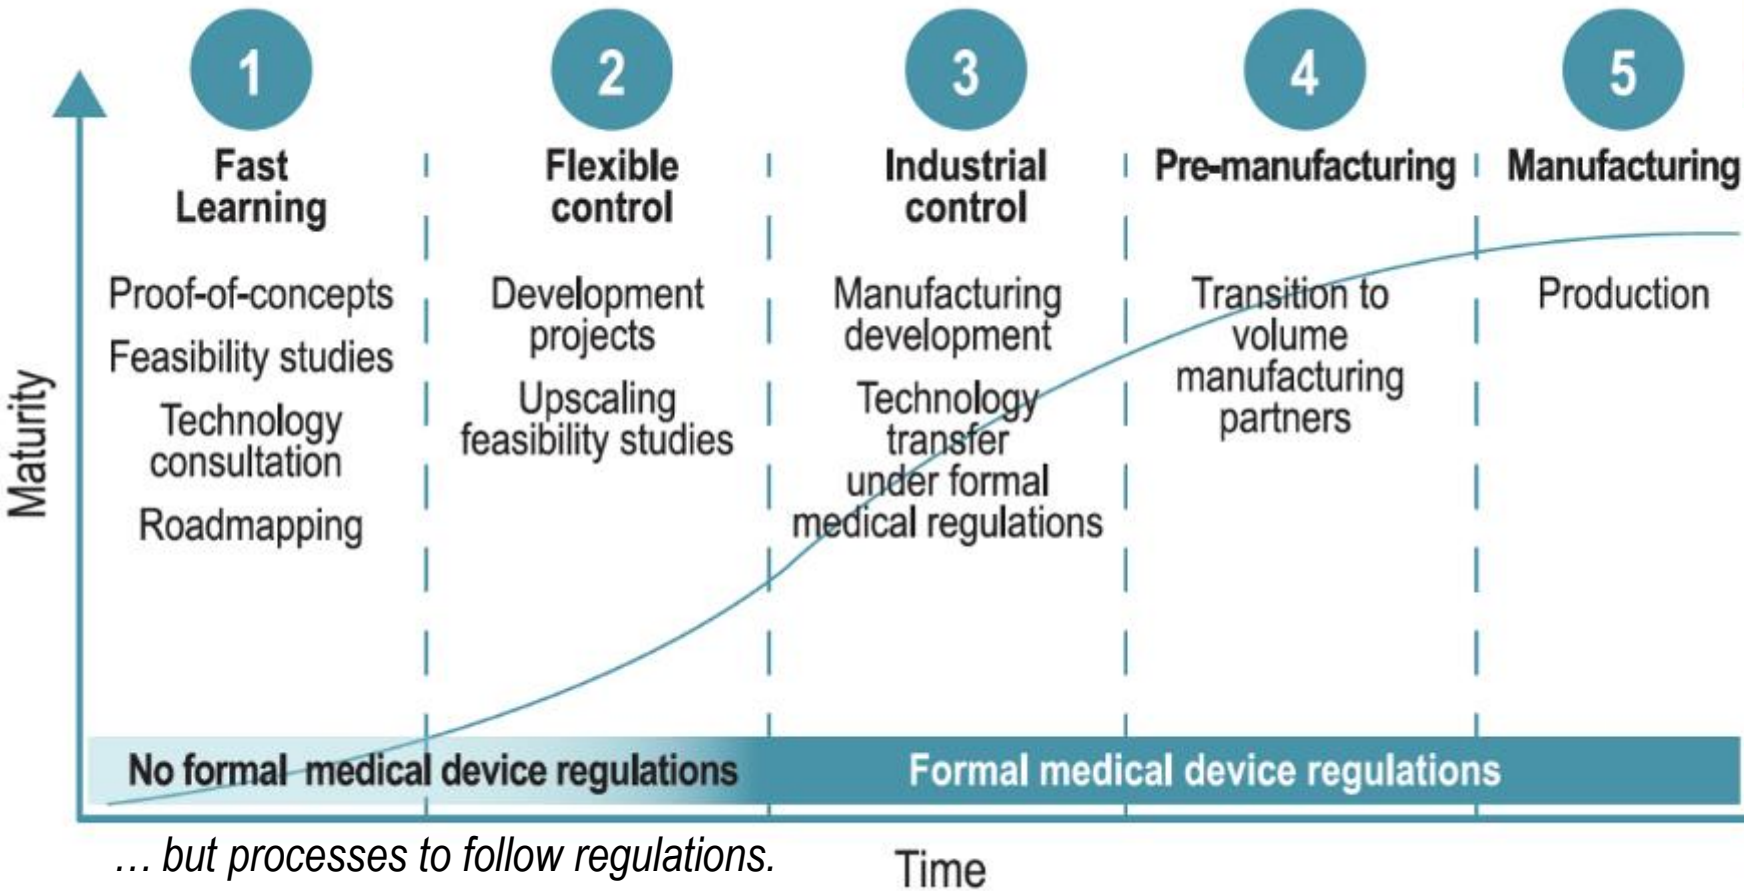 1
2
3
4
5
Fast
Learning
Flexible
control
Industrial
control
Pre-manufacturing
Manufacturing
Proof-of-concepts
Feasibility studies
Technology
consultation
Roadmapping
Development
projects
Upscaling
feasibility studies
Manufacturing
development
Technology
transfer
under formal
medical regulations
Transition to
volume
manufacturing
partners
Production
Maturity
No formal medical device regulations
Formal medical device regulations
... but processes to follow regulations.
Time